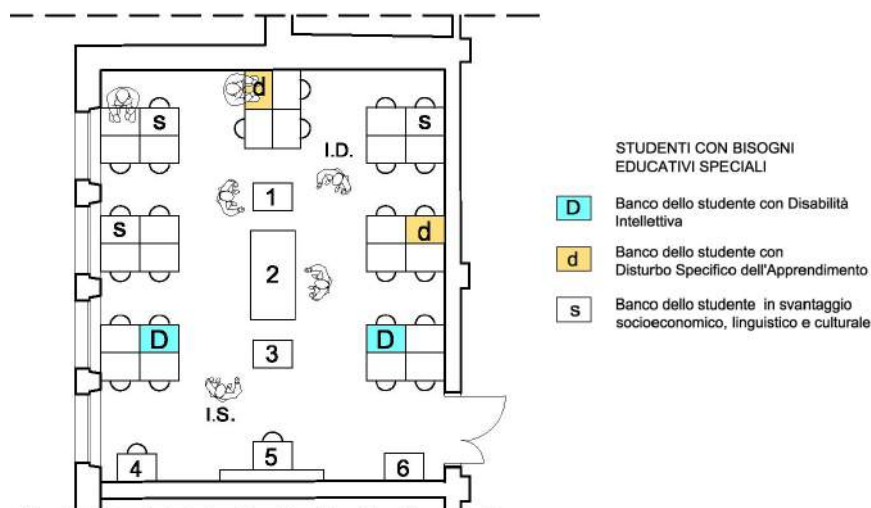 d
s
s
I.D.
1
s
d
2
D
D
3
I.S.
4
5
6
STUDENTI CON BISOGNI
EDUCATIVI SPECIALI
D
Banco dello studente con Disabilità
Intellettiva
d
Banco dello studente con
Disturbo Specifico dell'Apprendimento
s
Banco dello studente in svantaggio
socioeconomico, linguistico e culturale